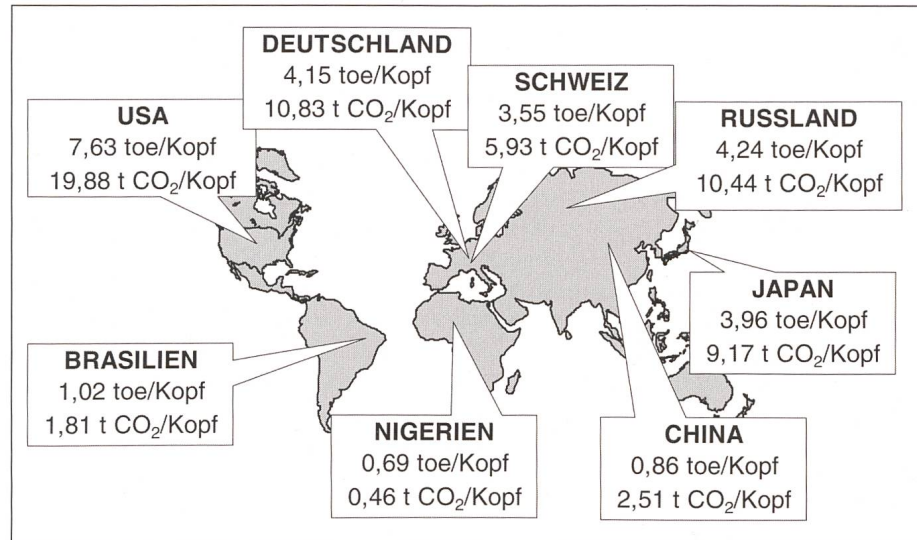 DEUTSCHLAND
4,15 toe/Kopf
10,83 t CO₂/Kopf
SCHWEIZ
3,55 toe/Kopf
5,93 t CO₂/Kopf
USA
7,63 toe/Kopf
19,88 t CO₂/Kopf
RUSSLAND
4,24 toe/Kopf
10,44 t CO₂/Kopf
JAPAN
3,96 toe/Kopf
9,17 t CO₂/Kopf
BRASILIEN
1,02 toe/Kopf
1,81 t CO₂/Kopf
NIGERIEN
0,69 toe/Kopf
0,46 t CO₂/Kopf
CHINA
0,86 toe/Kopf
2,51 t CO₂/Kopf